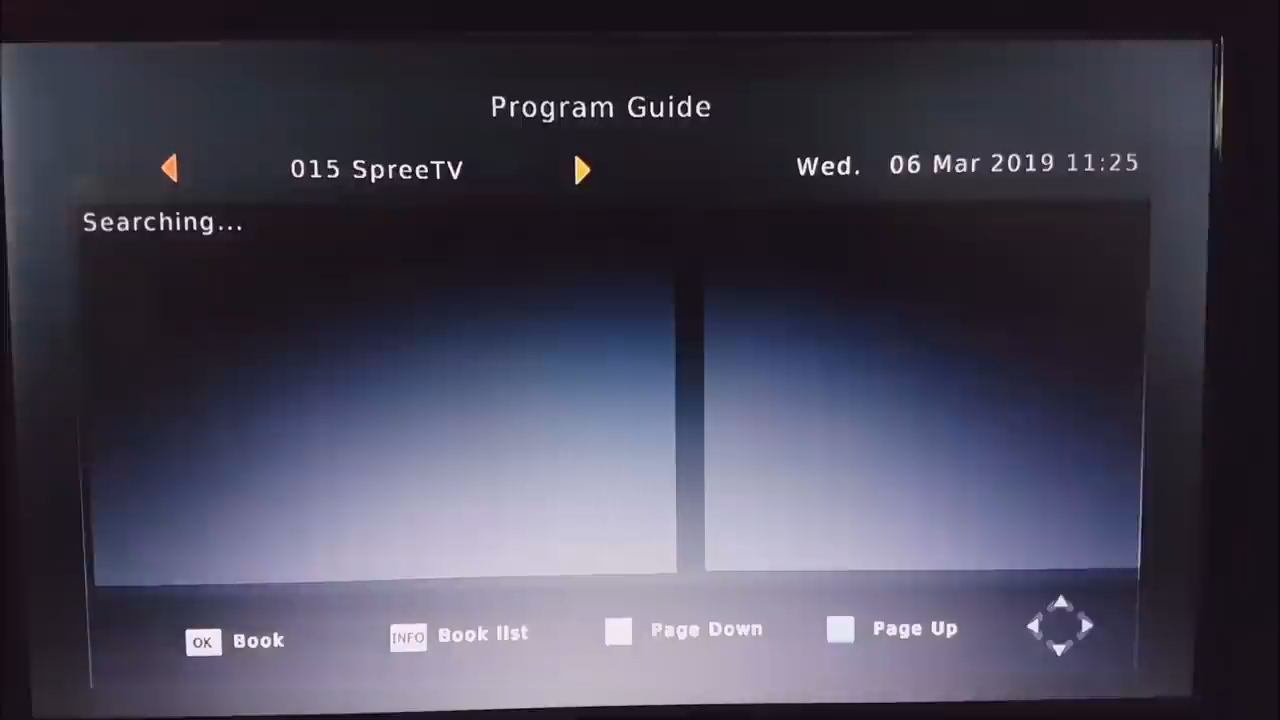 Program Guide
015 SpreeTV
Wed. 06 Mar 2019 11:25
Searching...
OK Book INFO Book list Page Down Page Up